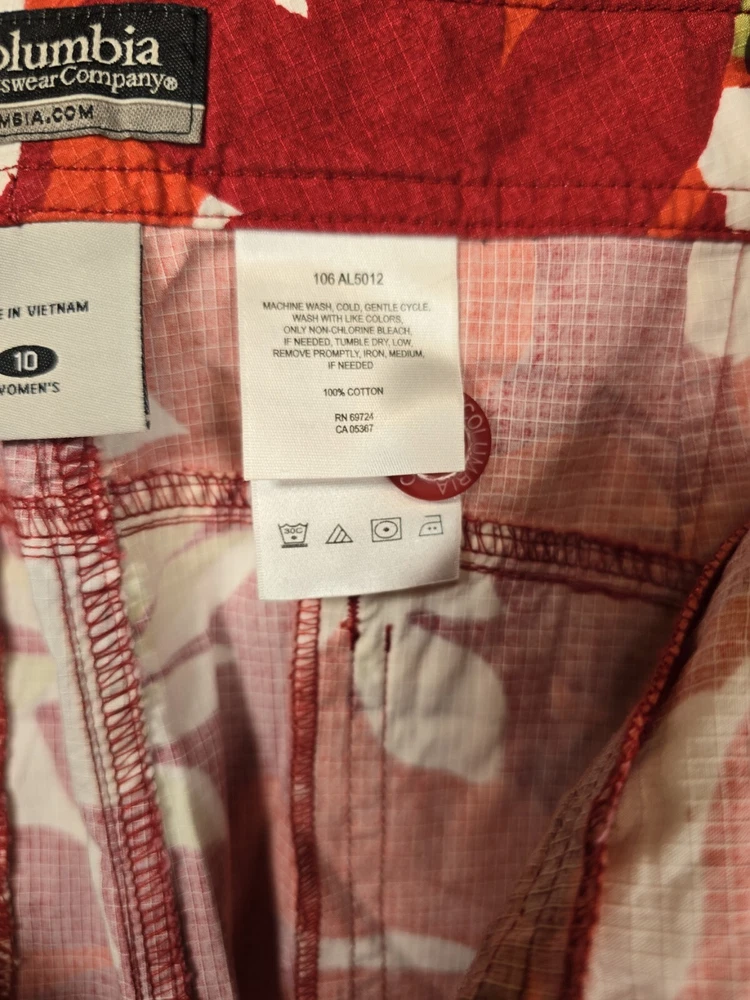 olumbia
swearCompany®
MBIA.COM
E IN VIETNAM
10
WOMEN'S
106 AL5012
MACHINE WASH, COLD, GENTLE CYCLE,
WASH WITH LIKE COLORS,
ONLY NON-CHLORINE BLEACH,
IF NEEDED, TUMBLE DRY, LOW,
REMOVE PROMPTLY, IRON, MEDIUM,
IF NEEDED
100% COTTON
RN 69724
CA 05367
COLUMBIA
30C